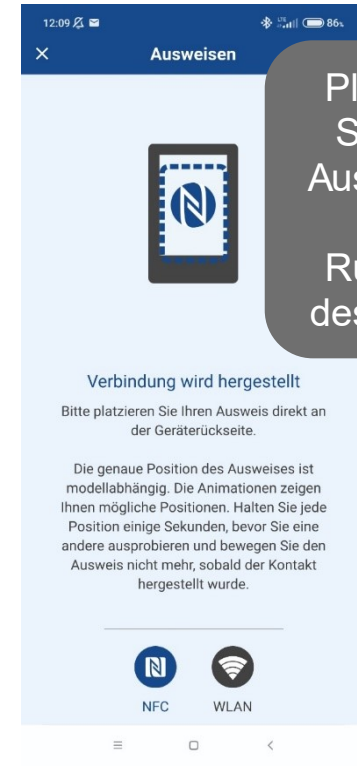 12:09
LTE
86%
Ausweisen
Verbindung wird hergestellt
Bitte platzieren Sie Ihren Ausweis direkt an
der Geräterückseite.
Die genaue Position des Ausweises ist
modellabhängig. Die Animationen zeigen
Ihnen mögliche Positionen. Halten Sie jede
Position einige Sekunden, bevor Sie eine
andere ausprobieren und bewegen Sie den
Ausweis nicht mehr, sobald der Kontakt
hergestellt wurde.
NFC WLAN